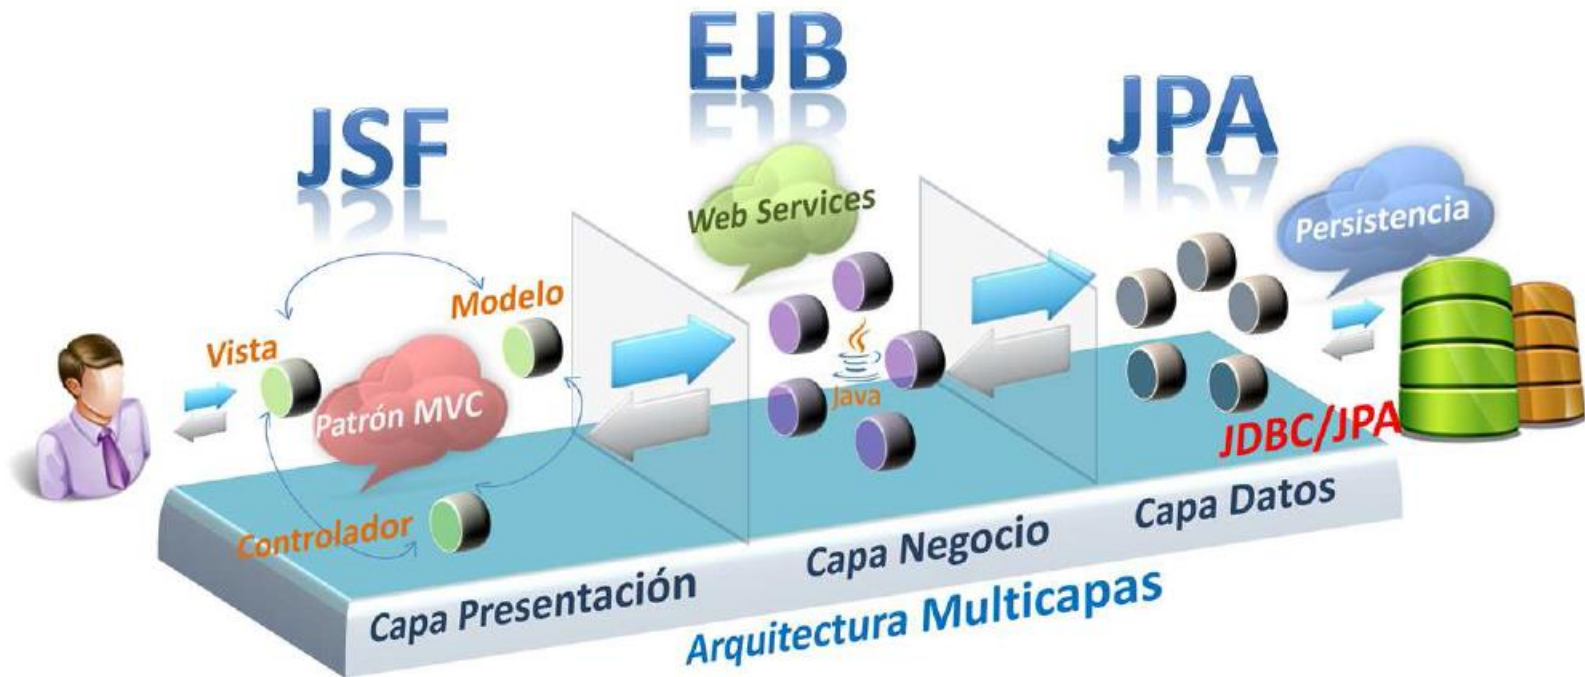 EJB
JSF
JPA
Web Services
Persistencia
Modelo
Vista
Patrón MVC
Java
JDBC/JPA
Controlador
Capa Presentación
Capa Negocio
Capa Datos
Arquitectura Multicapas